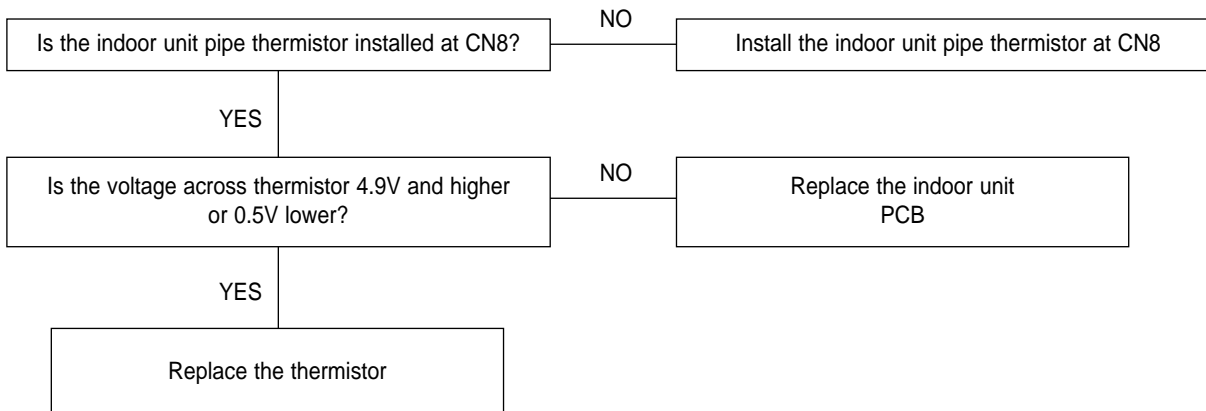 NO
Is the indoor unit pipe thermistor installed at CN8?
Install the indoor unit pipe thermistor at CN8
YES
NO
Is the voltage across thermistor 4.9V and higher
or 0.5V lower?
Replace the indoor unit
PCB
YES
Replace the thermistor